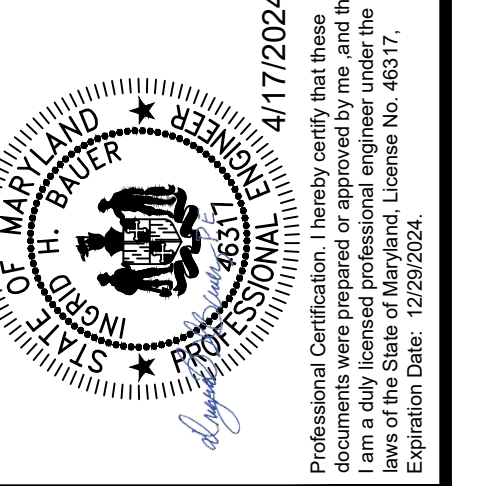 STATE OF MARYLAND
INGRID H. BAUER
46317
PROFESSIONAL ENGINEER
4/17/2024
Professional Certification. I hereby certify that these
documents were prepared or approved by me ,and th
I am a duly licensed professional engineer under the
laws of the State of Maryland, License No. 46317,
Expiration Date: 12/29/2024.